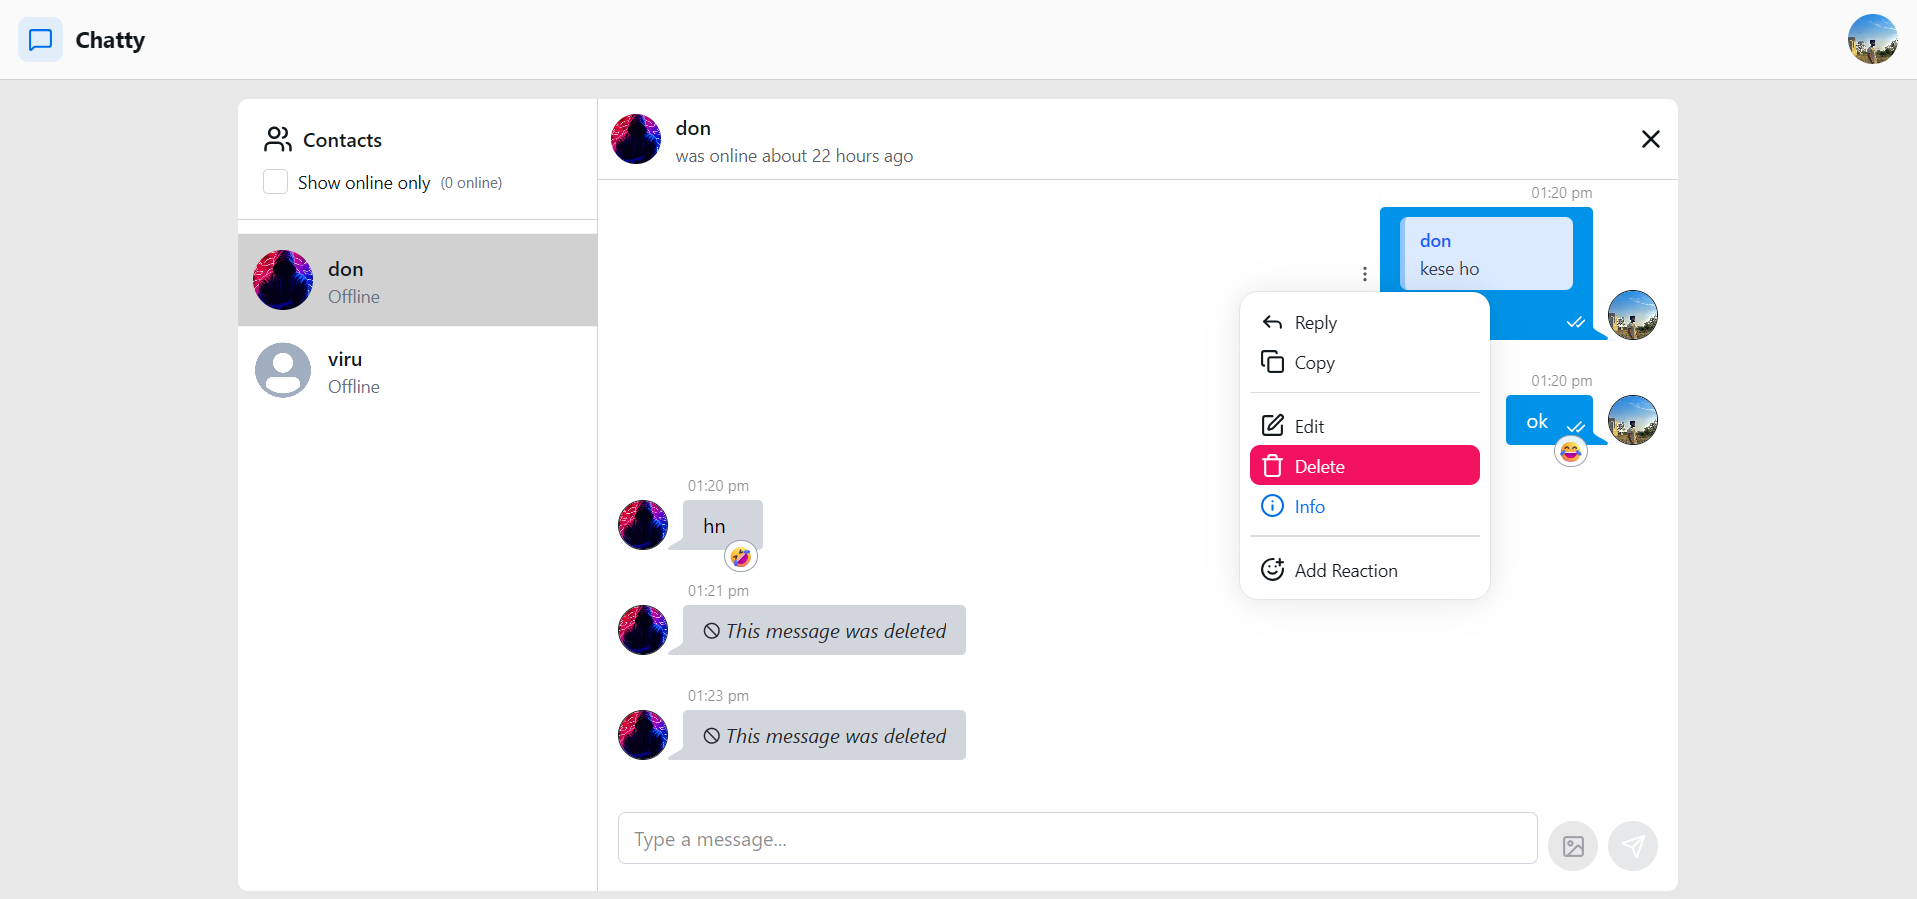 Chatty
Contacts
Show online only (0 online)
don
Offline
viru
Offline
don
was online about 22 hours ago
01:20 pm
don
kese ho
Reply
Copy
Edit
Delete
Info
Add Reaction
01:20 pm
ok
01:20 pm
hn
01:21 pm
This message was deleted
01:23 pm
This message was deleted
Type a message...